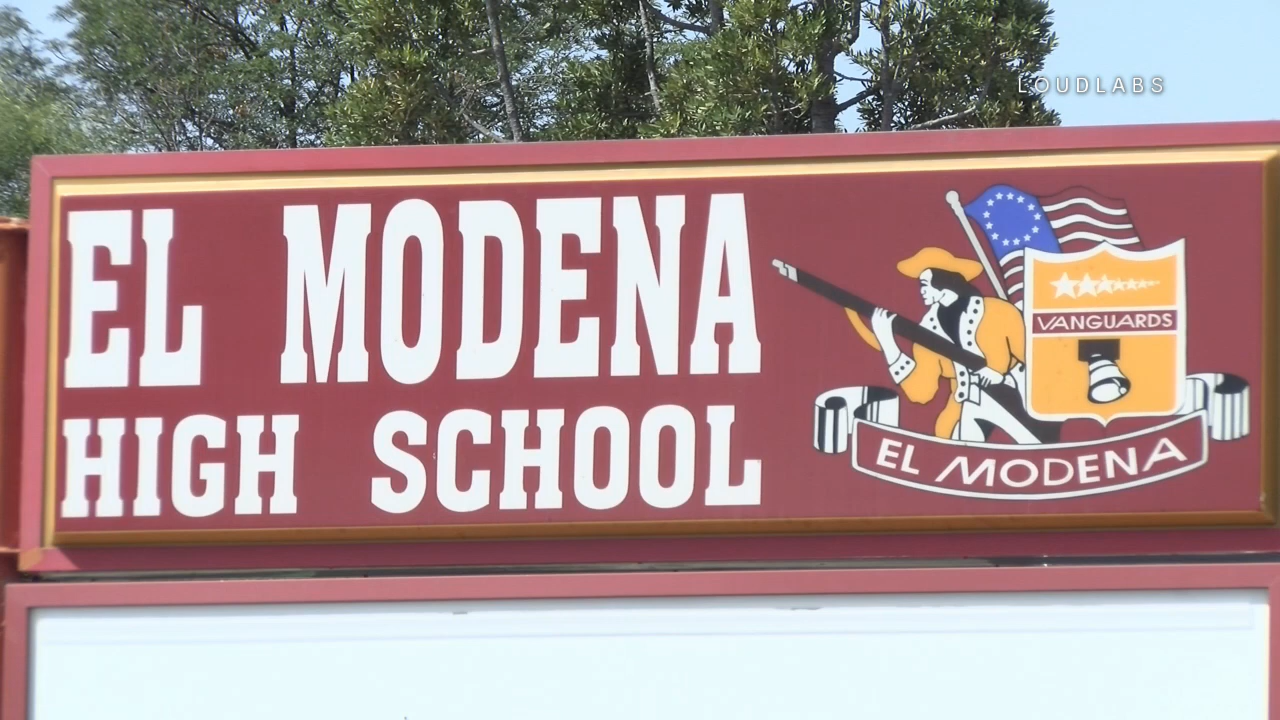 LOUDLABS
EL MODENA
HIGH SCHOOL
VANGUARDS
EL MODENA